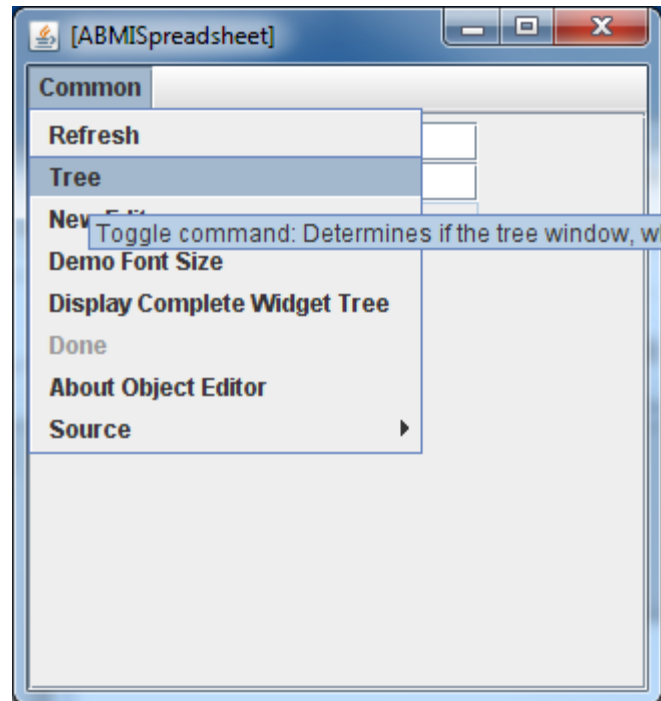 [ABMISpreadsheet]
Common
Refresh
Tree
New
Toggle command: Determines if the tree window, w
Demo Font Size
Display Complete Widget Tree
Done
About Object Editor
Source